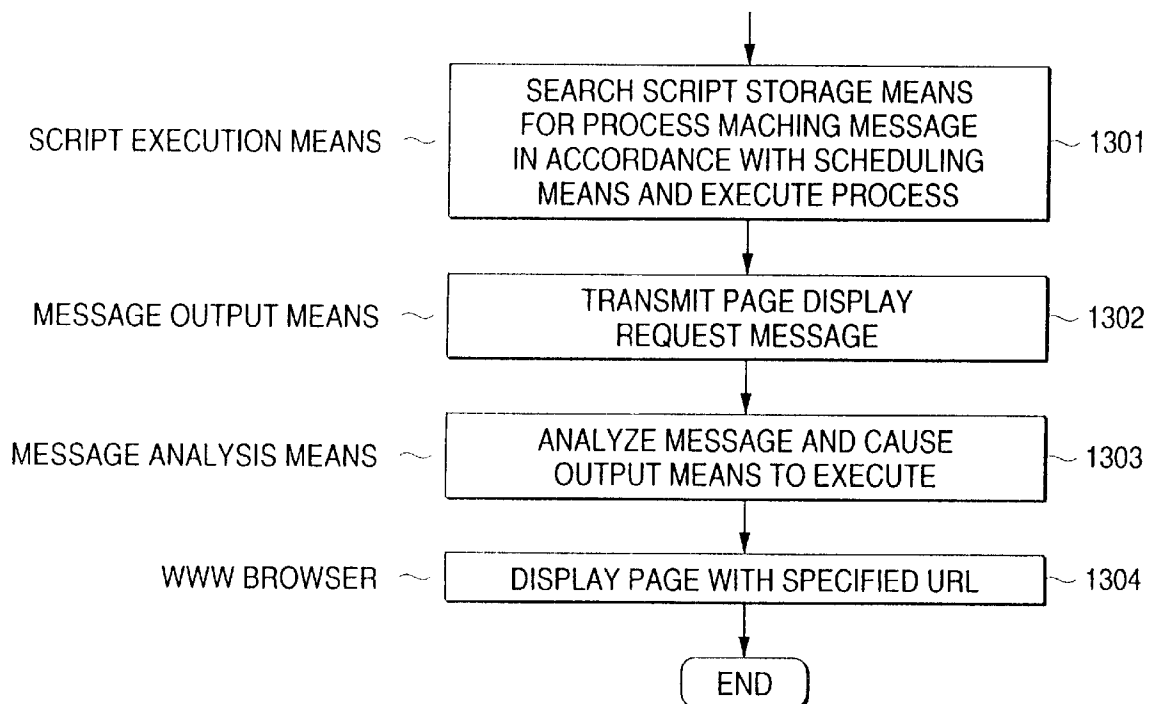 SEARCH SCRIPT STORAGE MEANS
FOR PROCESS MACHING MESSAGE
SCRIPT EXECUTION MEANS
1301
IN ACCORDANCE WITH SCHEDULING
MEANS AND EXECUTE PROCESS
MESSAGE OUTPUT MEANS
TRANSMIT PAGE DISPLAY
REQUEST MESSAGE
1302
MESSAGE ANALYSIS MEANS
ANALYZE MESSAGE AND CAUSE
OUTPUT MEANS TO EXECUTE
1303
WWW BROWSER
DISPLAY PAGE WITH SPECIFIED URL
1304
END